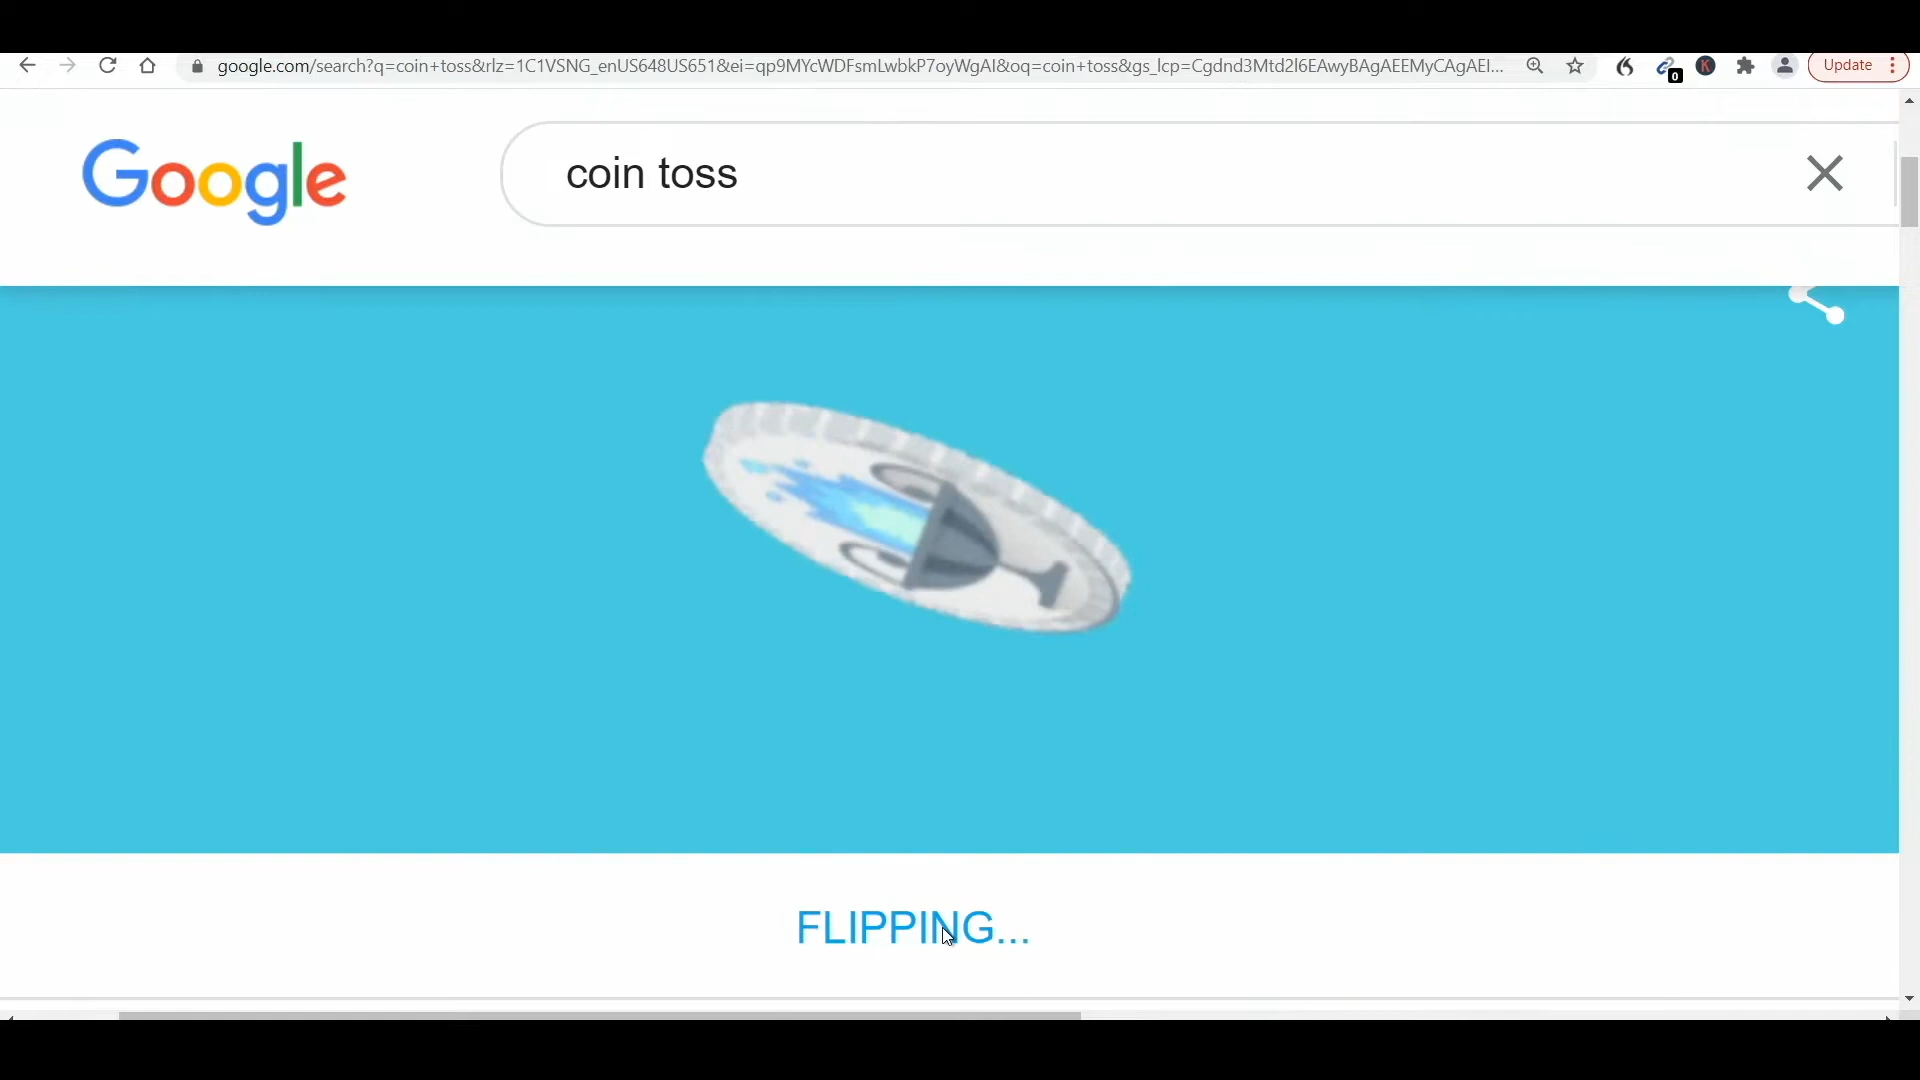 google.com/search?q=coin+toss&rlz=1C1VSNG_enUS648US651&ei=qp9MYcWDFsmLwbkP7oyWgAI&oq=coin+toss&gs_lcp=Cgdnd3Mtd2l6EAwyBAgAEEMyCAgAEI...
0
K
Update
Google
coin toss
FLIPPING...